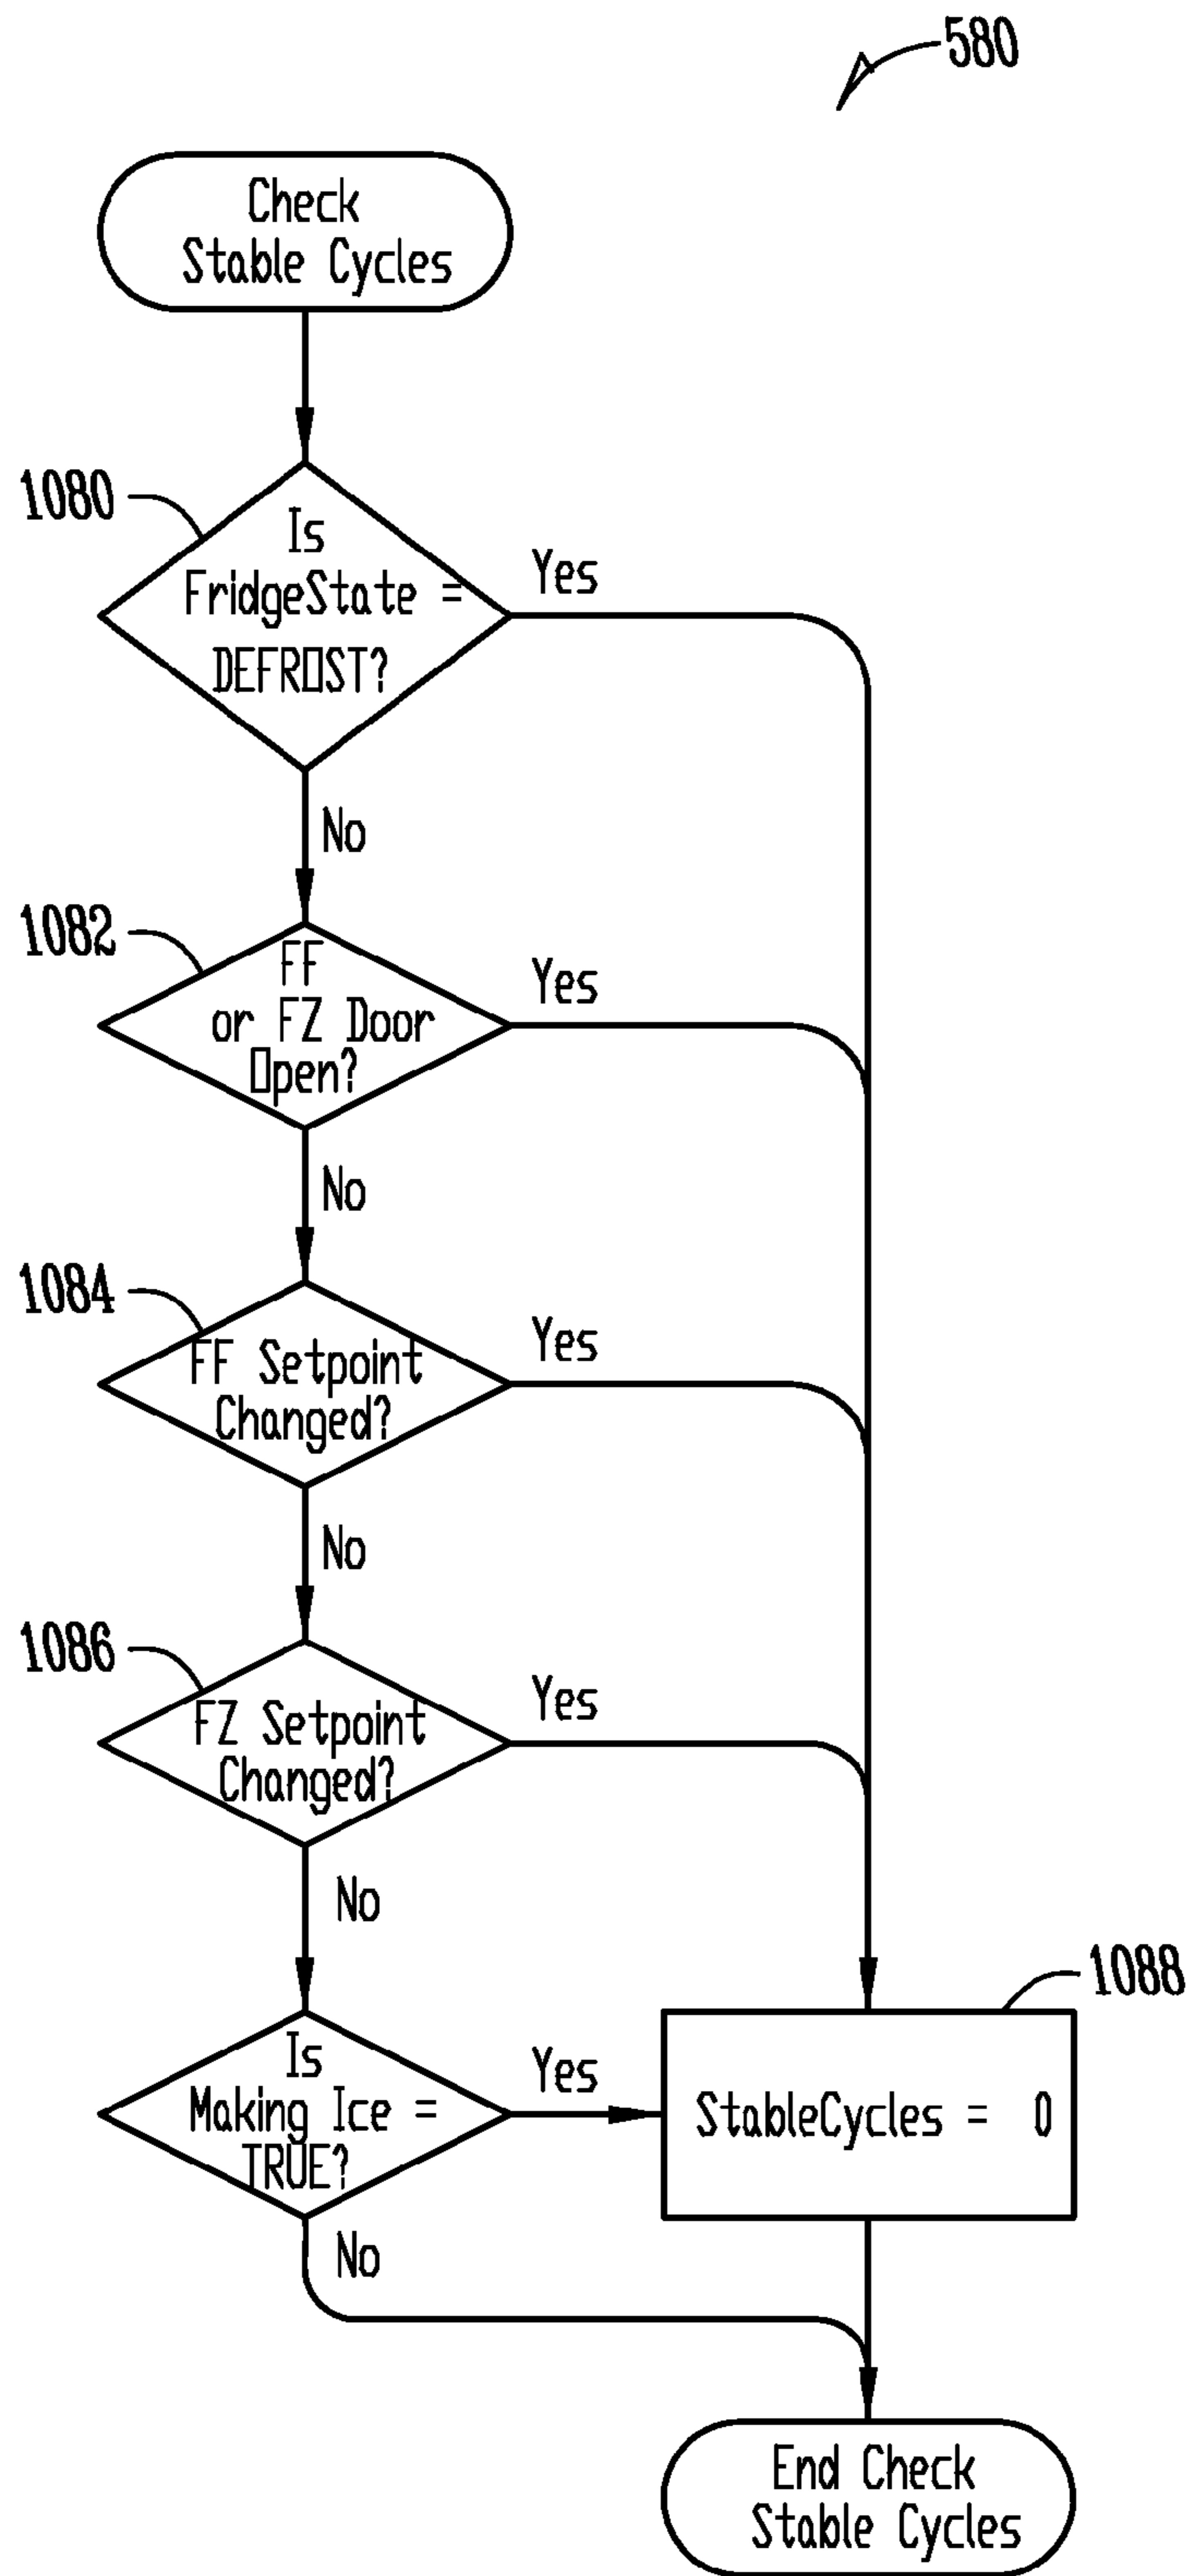 580
Check
Stable Cycles
1080
Is
FridgeState =
DEFROST?
Yes
No
1082
FF
or FZ Door
Open?
Yes
No
1084
FF Setpoint
Changed?
Yes
No
1086
FZ Setpoint
Changed?
Yes
No
Is
Making Ice =
TRUE?
Yes
No
1088
StableCycles = 0
End Check
Stable Cycles